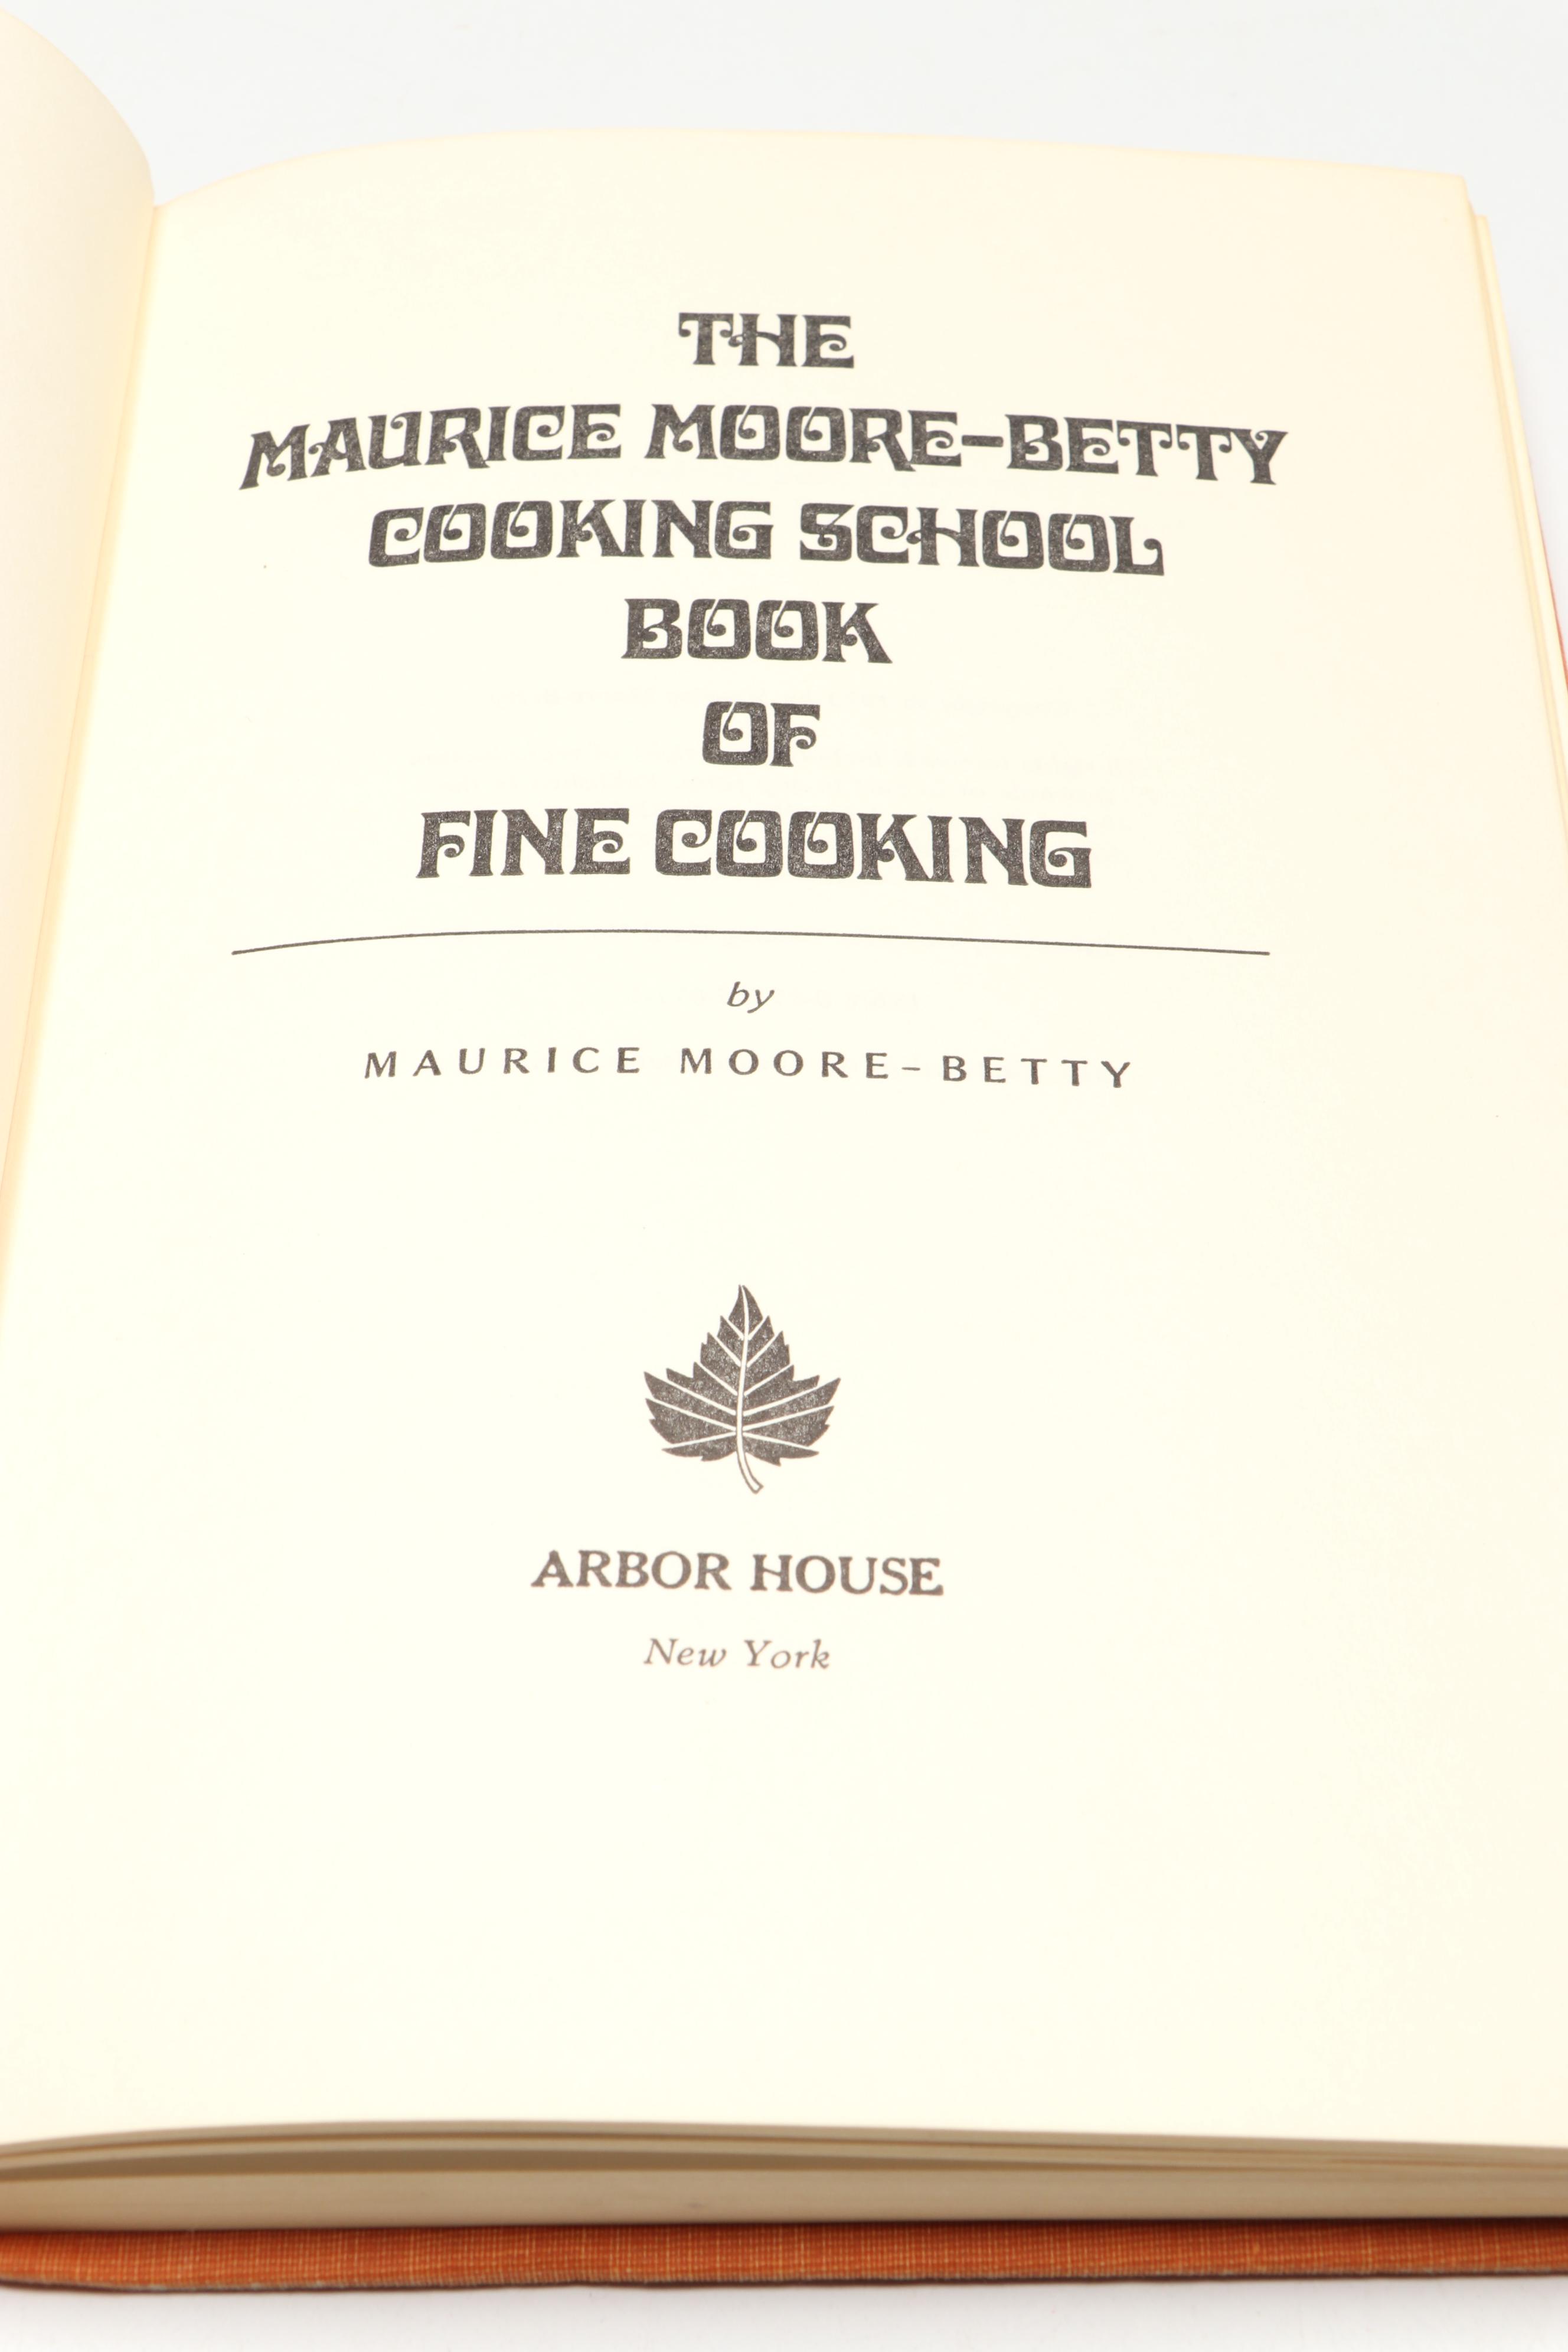 THE
MAURICE MOORE-BETTY
COOKING SCHOOL
BOOK
OF
FINE COOKING
by
MAURICE MOORE-BETTY
ARBOR HOUSE
New York